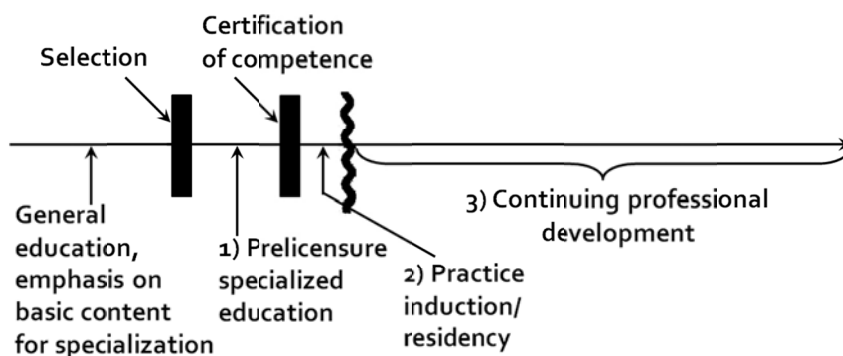 Selection
Certification
of competence
General
education,
emphasis on
basic content
for specialization
1) Prelicensure
specialized
education
2) Practice
induction/
residency
3) Continuing professional
development